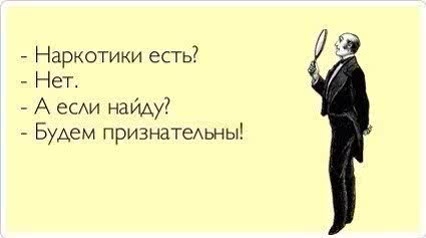 - Наркотики есть?
- Нет.
- А если найду?
- Будем признательны!